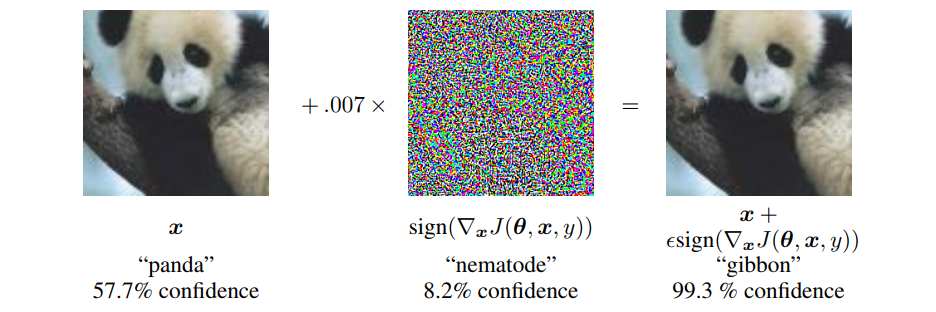 + .007 ×
=
x
sign(∇ₓJ(θ, x, y))
x +
ϵsign(∇ₓJ(θ, x, y))
“panda”
“nematode”
“gibbon”
57.7% confidence
8.2% confidence
99.3 % confidence